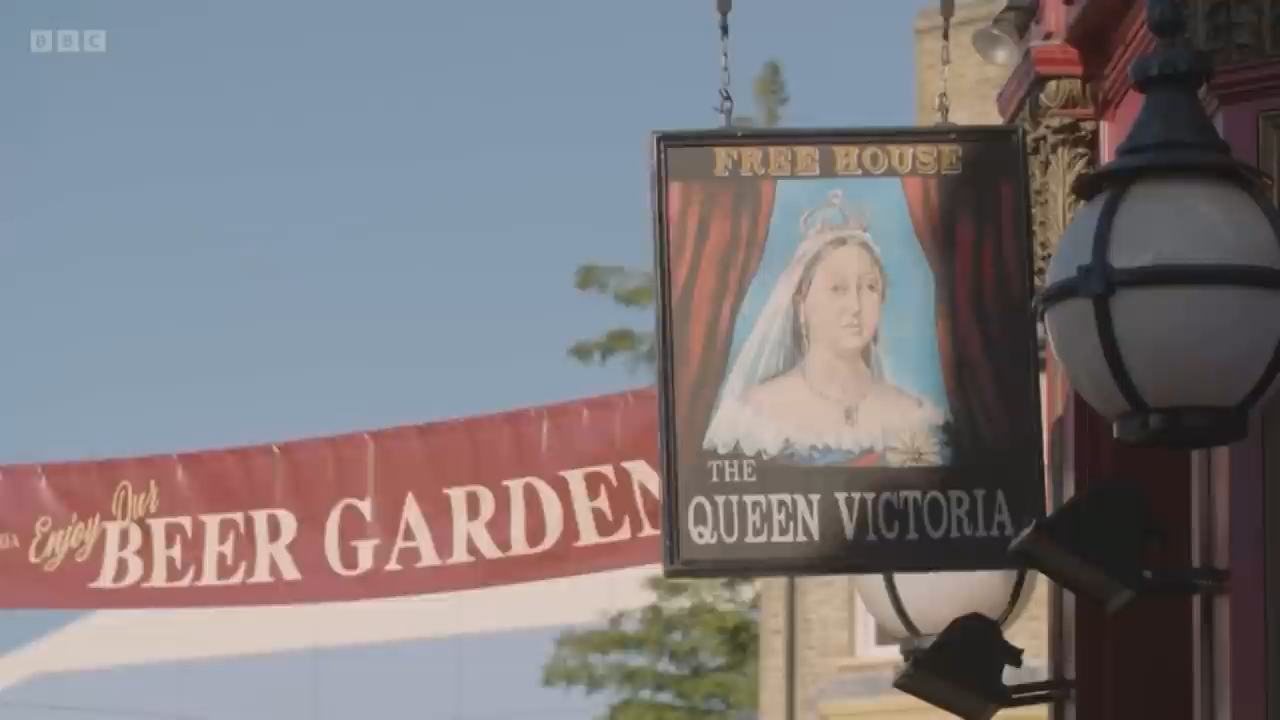 BBC
FREE HOUSE
THE
QUEEN VICTORIA
Enjoy Our
BEER GARDEN